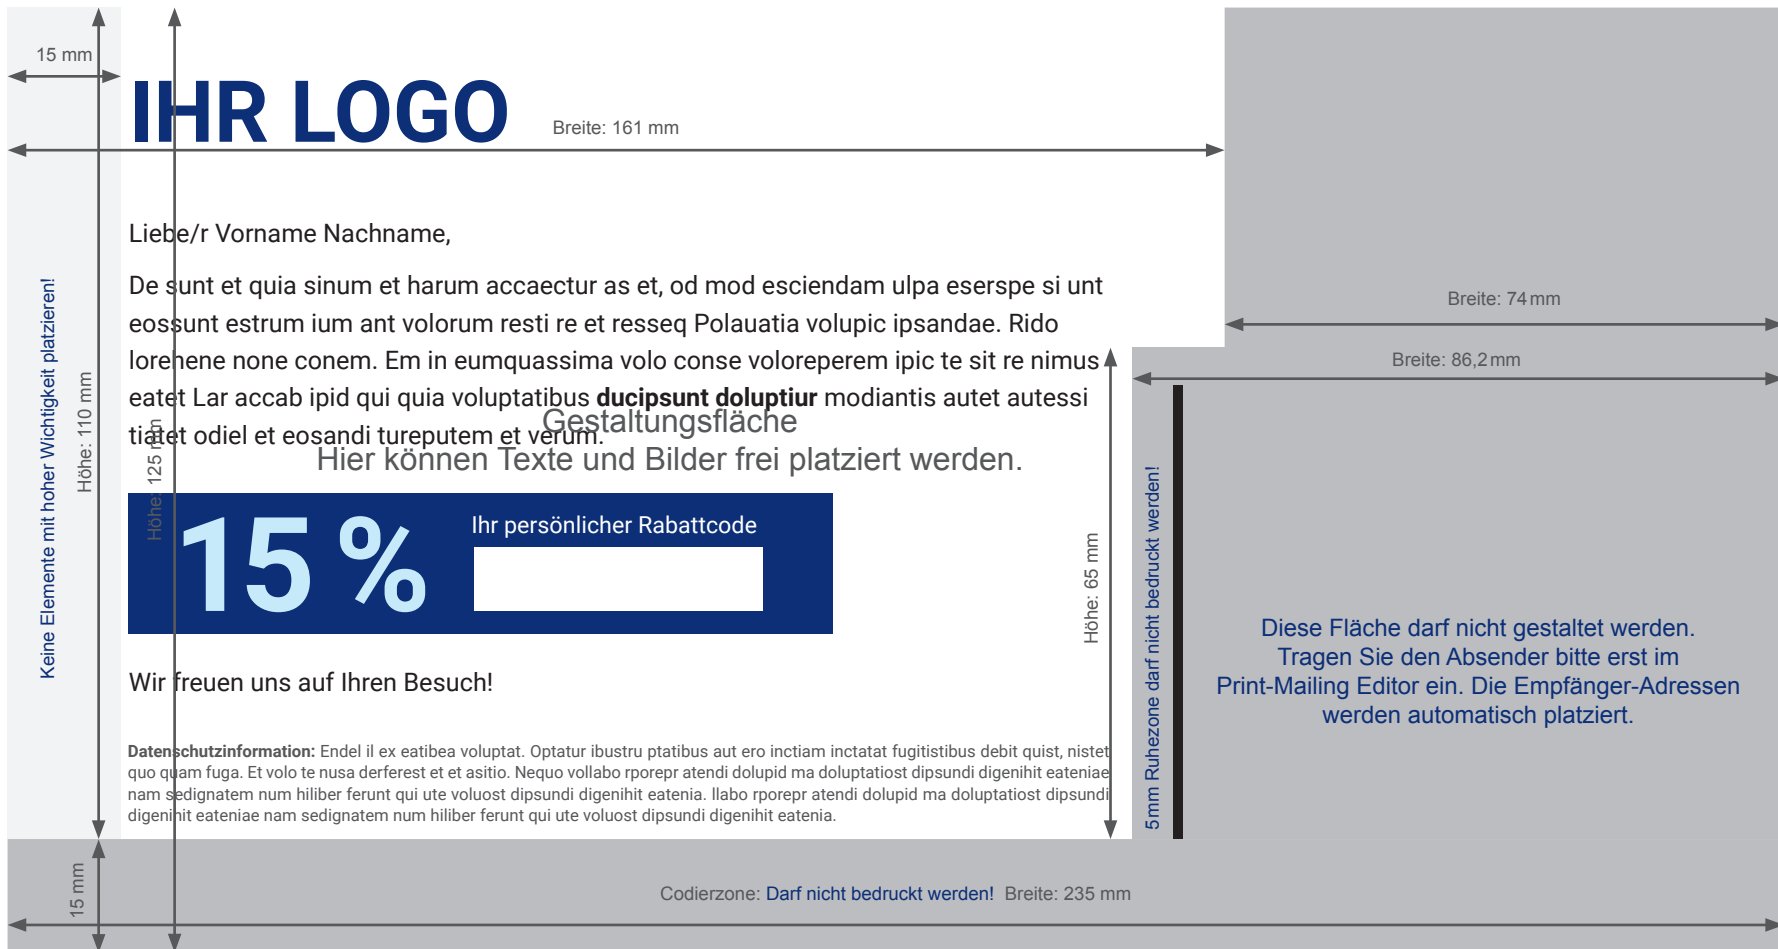 15 mm
IHR LOGO
Breite: 161 mm
Liebe/r Vorname Nachname,
De sunt et quia sinum et harum accaectur as et, od mod esciendam ulpa eserspe si unt
eossunt estrum ium ant volorum resti re et resseq Polauatia volupic ipsandae. Rido
lorehene none conem. Em in eumquassima volo conse voloreperem ipic te sit re nimus
eatet Lar accab ipid qui quia voluptatibus ducipsunt doluptiur modiantis autet autessi
tiatet odiel et eosandi tureputem et verum.
Gestaltungsfläche
Hier können Texte und Bilder frei platziert werden.
15 %
Ihr persönlicher Rabattcode
Wir freuen uns auf Ihren Besuch!
Datenschutzinformation: Endel il ex eatibea voluptat. Optatur ibustru ptatibus aut ero inctiam inctatat fugitistibus debit quist, nistet
quo quam fuga. Et volo te nusa derferest et et asitio. Nequo vollabo rporepr atendi dolupid ma doluptatiost dipsundi digenihit eateniae
nam sedignatem num hiliber ferunt qui ute voluost dipsundi digenihit eatenia. llabo rporepr atendi dolupid ma doluptatiost dipsundi
digenihit eateniae nam sedignatem num hiliber ferunt qui ute voluost dipsundi digenihit eatenia.
Keine Elemente mit hoher Wichtigkeit platzieren!
Höhe: 110 mm
Höhe: 125 mm
Höhe: 65 mm
5mm Ruhezone darf nicht bedruckt werden!
Breite: 74 mm
Breite: 86,2 mm
Diese Fläche darf nicht gestaltet werden.
Tragen Sie den Absender bitte erst im
Print-Mailing Editor ein. Die Empfänger-Adressen
werden automatisch platziert.
15 mm
Codierzone: Darf nicht bedruckt werden! Breite: 235 mm